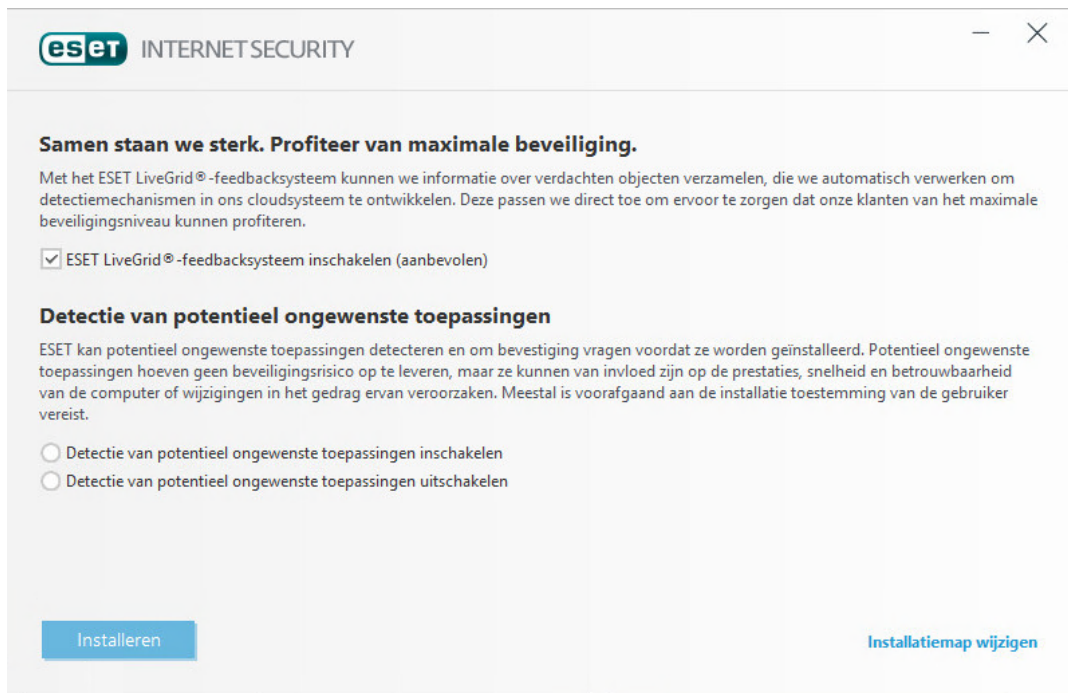 eset INTERNET SECURITY
Samen staan we sterk. Profiteer van maximale beveiliging.
Met het ESET LiveGrid®-feedbacksysteem kunnen we informatie over verdachten objecten verzamelen, die we automatisch verwerken om
detectiemechanismen in ons cloudsysteem te ontwikkelen. Deze passen we direct toe om ervoor te zorgen dat onze klanten van het maximale
beveiligingsniveau kunnen profiteren.
ESET LiveGrid®-feedbacksysteem inschakelen (aanbevolen)
Detectie van potentieel ongewenste toepassingen
ESET kan potentieel ongewenste toepassingen detecteren en om bevestiging vragen voordat ze worden geïnstalleerd. Potentieel ongewenste
toepassingen hoeven geen beveiligingsrisico op te leveren, maar ze kunnen van invloed zijn op de prestaties, snelheid en betrouwbaarheid
van de computer of wijzigingen in het gedrag ervan veroorzaken. Meestal is voorafgaand aan de installatie toestemming van de gebruiker
vereist.
Detectie van potentieel ongewenste toepassingen inschakelen
Detectie van potentieel ongewenste toepassingen uitschakelen
Installeren
Installatiemap wijzigen